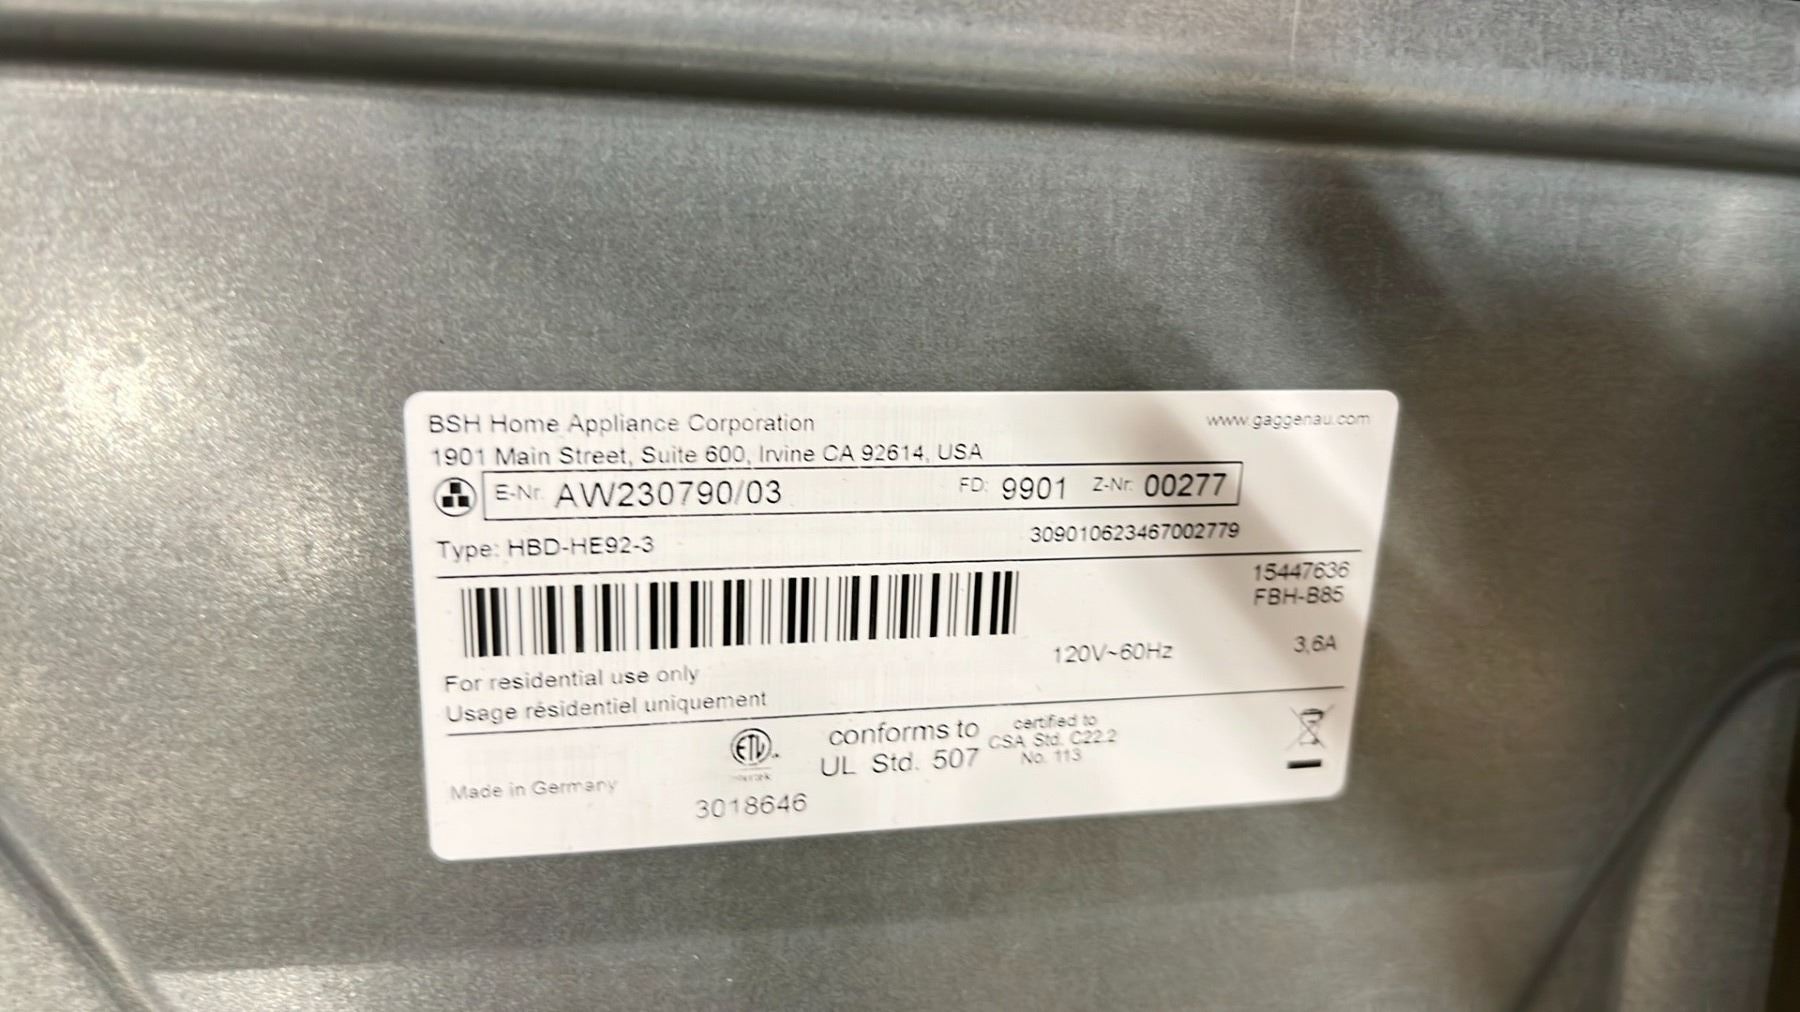 BSH Home Appliance Corporation
www.gaggenau.com
1901 Main Street, Suite 600, Irvine CA 92614, USA
E-Nr. AW230790/03 FD: 9901 Z-Nr. 00277
Type: HBD-HE92-3
309010623467002779
15447636
FBH-B85
120V~60Hz 3,6A
For residential use only
Usage résidentiel uniquement
Made in Germany
ETL
3018646
conforms to
UL Std. 507
certified to
CSA Std. C22.2
No. 113